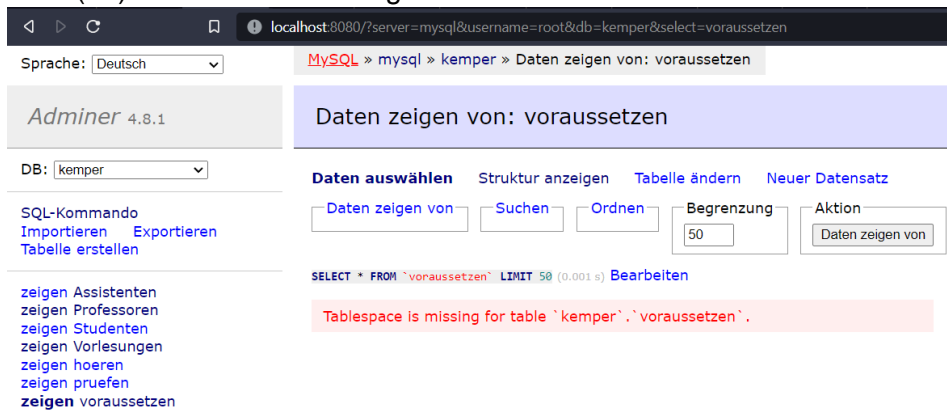 localhost:8080/?server=mysql&username=root&db=kemper&select=voraussetzen
Sprache: Deutsch
MySQL » mysql » kemper » Daten zeigen von: voraussetzen
Adminer 4.8.1
Daten zeigen von: voraussetzen
DB: kemper
Daten auswählen Struktur anzeigen Tabelle ändern Neuer Datensatz
SQL-Kommando
Importieren Exportieren
Tabelle erstellen
Daten zeigen von Suchen Ordnen Begrenzung Aktion
50 Daten zeigen von
SELECT * FROM `voraussetzen` LIMIT 50 (0.001 s) Bearbeiten
zeigen Assistenten
zeigen Professoren
zeigen Studenten
zeigen Vorlesungen
zeigen hoeren
zeigen pruefen
zeigen voraussetzen
Tablespace is missing for table `kemper`.`voraussetzen`.